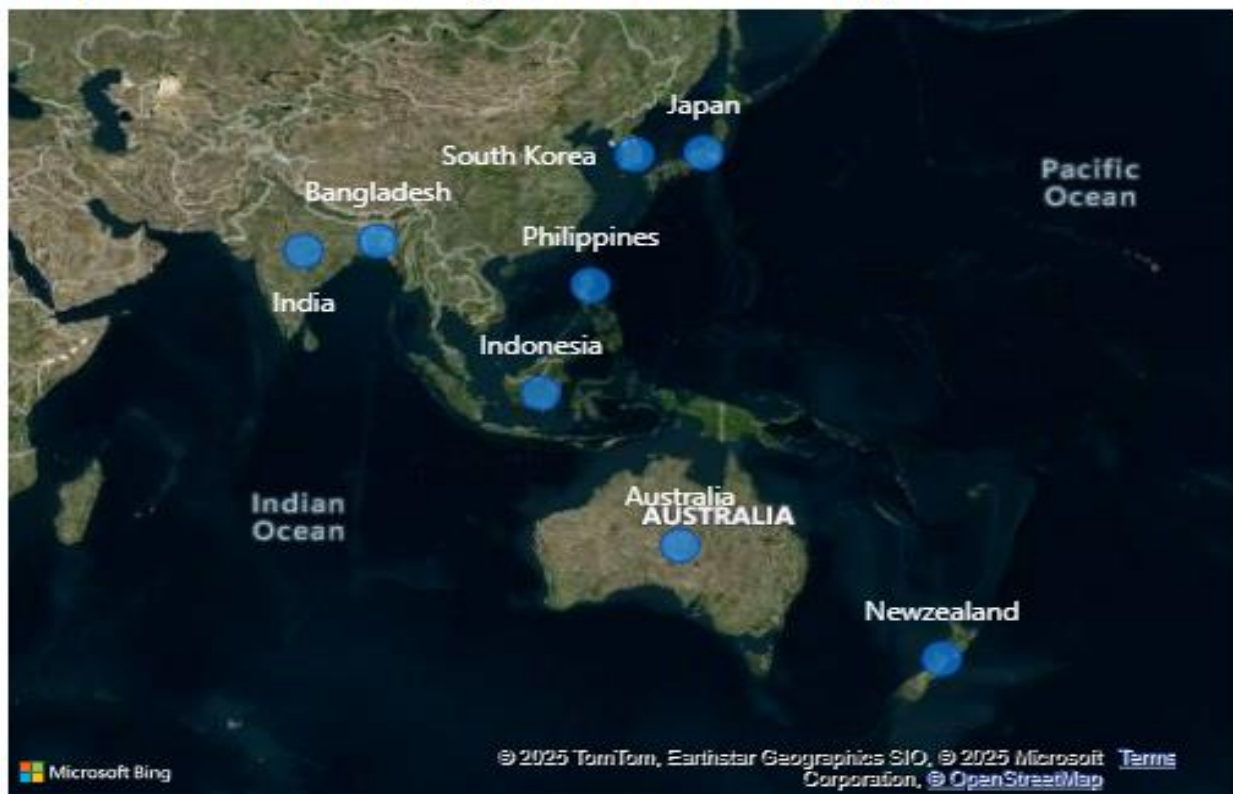 Japan
South Korea
Pacific
Ocean
Bangladesh
Philippines
India
Indonesia
Indian
Ocean
Australia
AUSTRALIA
Newzealand
Microsoft Bing
© 2025 TomTom, Earthstar Geographics SIO, © 2025 Microsoft Terms
Corporation, © OpenStreetMap